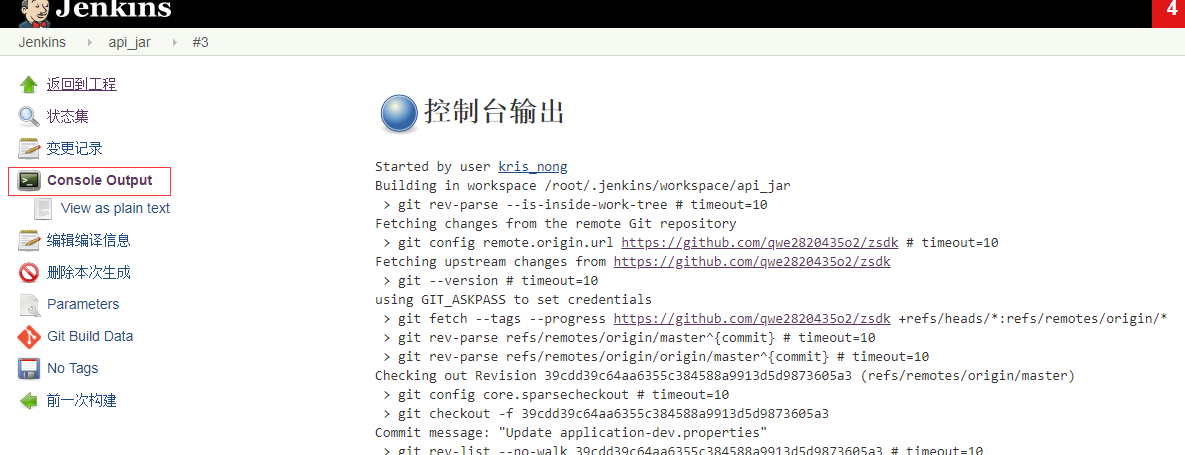 Jenkins
4
Jenkins api_jar #3
返回到工程
状态集
变更记录
Console Output
View as plain text
编辑编译信息
删除本次生成
Parameters
Git Build Data
No Tags
前一次构建
控制台输出
Started by user kris_nong
Building in workspace /root/.jenkins/workspace/api_jar
> git rev-parse --is-inside-work-tree # timeout=10
Fetching changes from the remote Git repository
> git config remote.origin.url https://github.com/qwe2820435o2/zsdk # timeout=10
Fetching upstream changes from https://github.com/qwe2820435o2/zsdk
> git --version # timeout=10
using GIT_ASKPASS to set credentials
> git fetch --tags --progress https://github.com/qwe2820435o2/zsdk +refs/heads/*:refs/remotes/origin/*
> git rev-parse refs/remotes/origin/master^{commit} # timeout=10
> git rev-parse refs/remotes/origin/origin/master^{commit} # timeout=10
Checking out Revision 39cdd39c64aa6355c384588a9913d5d9873605a3 (refs/remotes/origin/master)
> git config core.sparsecheckout # timeout=10
> git checkout -f 39cdd39c64aa6355c384588a9913d5d9873605a3
Commit message: "Update application-dev.properties"
> git rev-list --no-walk 39cdd39c64aa6355c384588a9913d5d9873605a3 # timeout=10